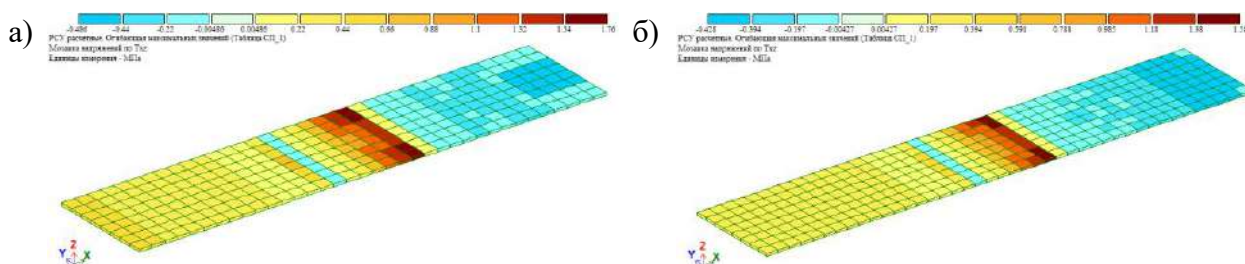 а)
-0.486 -0.44 -0.22 -0.00486 0.00486 0.22 0.44 0.66 0.88 1.1 1.32 1.54 1.76
РСУ расчетные. Огибающая максимальных значений (Таблица СП_1)
Мозаика напряжений по Txz
Единицы измерения - МПа
Z
Y
X
б)
-0.426 -0.394 -0.197 -0.00427 0.00427 0.197 0.394 0.591 0.788 0.985 1.18 1.38
РСУ расчетные. Огибающая максимальных значений (Таблица СП_1)
Мозаика напряжений по Txz
Единицы измерения - МПа
Z
Y
X